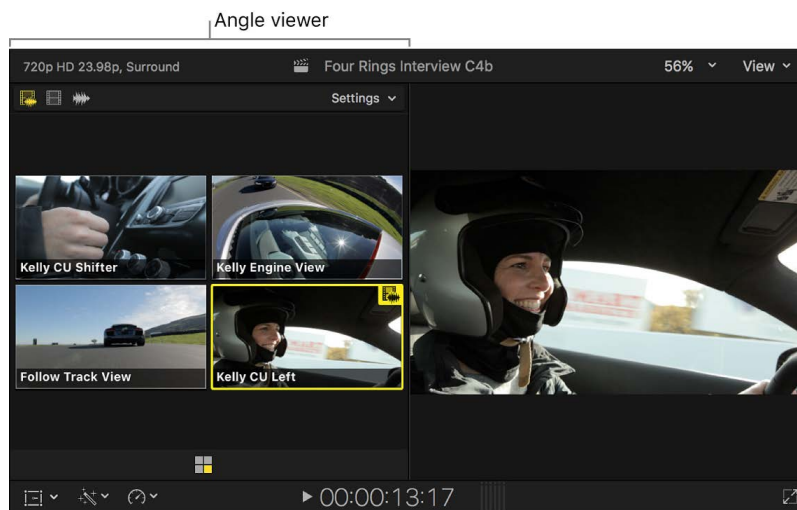 Angle viewer
720p HD 23.98p, Surround
Four Rings Interview C4b
56%
View
Settings
Kelly CU Shifter
Kelly Engine View
Follow Track View
Kelly CU Left
00:00:13:17